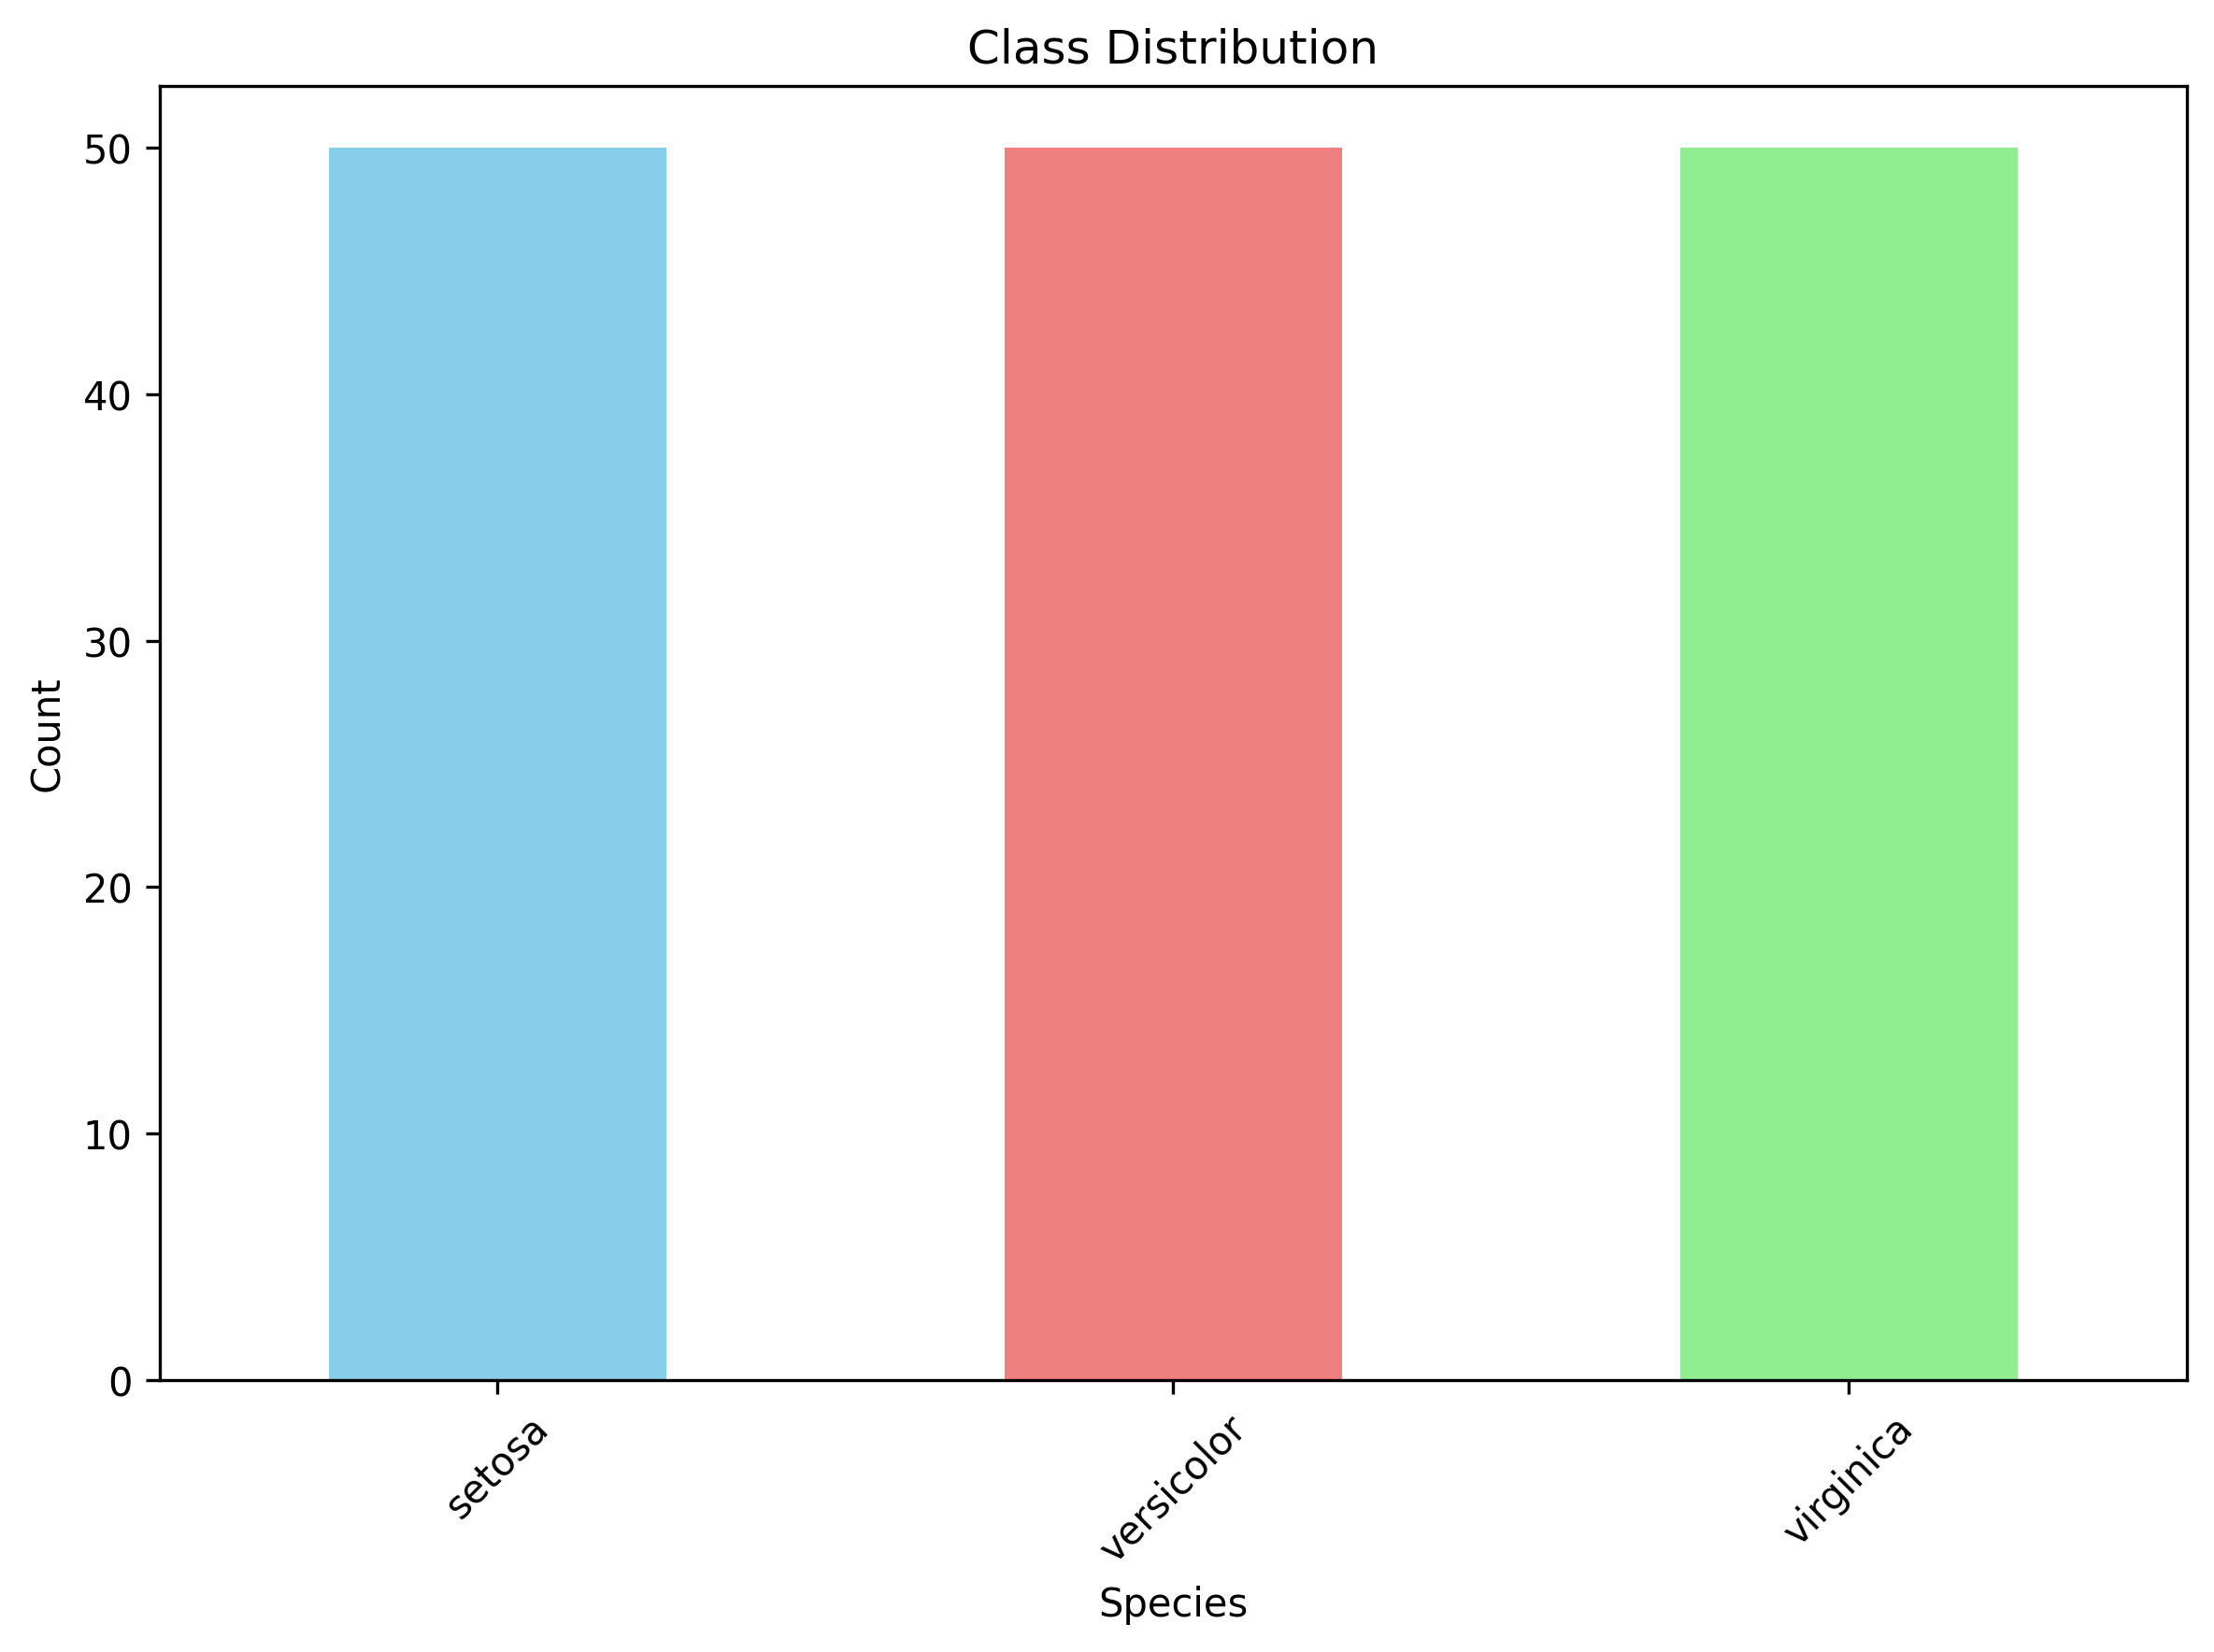 Class Distribution
50
40
30
20
10
0
Count
setosa
versicolor
virginica
Species